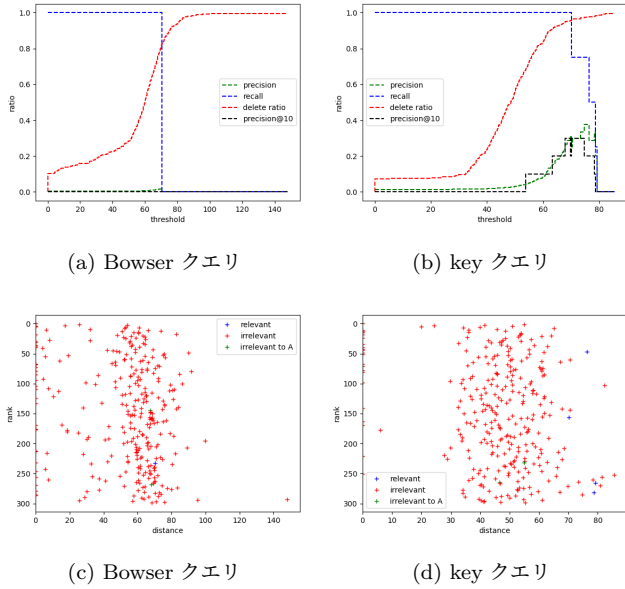 1.0
0.8
0.6
0.4
0.2
0.0
ratio
precision
recall
delete ratio
precision@10
0 20 40 60 80 100 120 140
threshold
(a) Bowser クエリ
1.0
0.8
0.6
0.4
0.2
0.0
ratio
precision
recall
delete ratio
precision@10
0 20 40 60 80
threshold
(b) key クエリ
0
50
100
150
200
250
300
rank
relevant
irrelevant
irrelevant to A
0 20 40 60 80 100 120 140
distance
(c) Bowser クエリ
0
50
100
150
200
250
300
rank
relevant
irrelevant
irrelevant to A
0 10 20 30 40 50 60 70 80
distance
(d) key クエリ